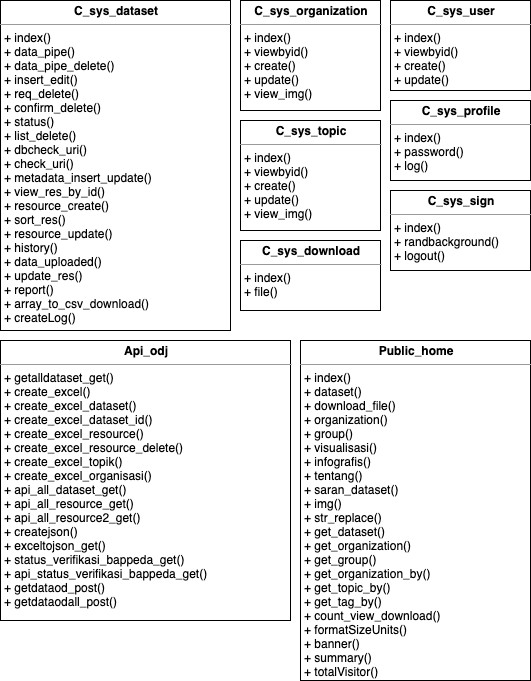 C_sys_dataset
+ index()
+ data_pipe()
+ data_pipe_delete()
+ insert_edit()
+ req_delete()
+ confirm_delete()
+ status()
+ list_delete()
+ dbcheck_uri()
+ check_uri()
+ metadata_insert_update()
+ view_res_by_id()
+ resource_create()
+ sort_res()
+ resource_update()
+ history()
+ data_uploaded()
+ update_res()
+ report()
+ array_to_csv_download()
+ createLog()
C_sys_organization
+ index()
+ viewbyid()
+ create()
+ update()
+ view_img()
C_sys_topic
+ index()
+ viewbyid()
+ create()
+ update()
+ view_img()
C_sys_download
+ index()
+ file()
C_sys_user
+ index()
+ viewbyid()
+ create()
+ update()
C_sys_profile
+ index()
+ password()
+ log()
C_sys_sign
+ index()
+ randbackground()
+ logout()
Api_odj
+ getalldataset_get()
+ create_excel()
+ create_excel_dataset()
+ create_excel_dataset_id()
+ create_excel_resource()
+ create_excel_resource_delete()
+ create_excel_topik()
+ create_excel_organisasi()
+ api_all_dataset_get()
+ api_all_resource_get()
+ api_all_resource2_get()
+ createjson()
+ exceltojson_get()
+ status_verifikasi_bappeda_get()
+ api_status_verifikasi_bappeda_get()
+ getdataod_post()
+ getdataodall_post()
Public_home
+ index()
+ dataset()
+ download_file()
+ organization()
+ group()
+ visualisasi()
+ infografis()
+ tentang()
+ saran_dataset()
+ img()
+ str_replace()
+ get_dataset()
+ get_organization()
+ get_group()
+ get_organization_by()
+ get_topic_by()
+ get_tag_by()
+ count_view_download()
+ formatSizeUnits()
+ banner()
+ summary()
+ totalVisitor()